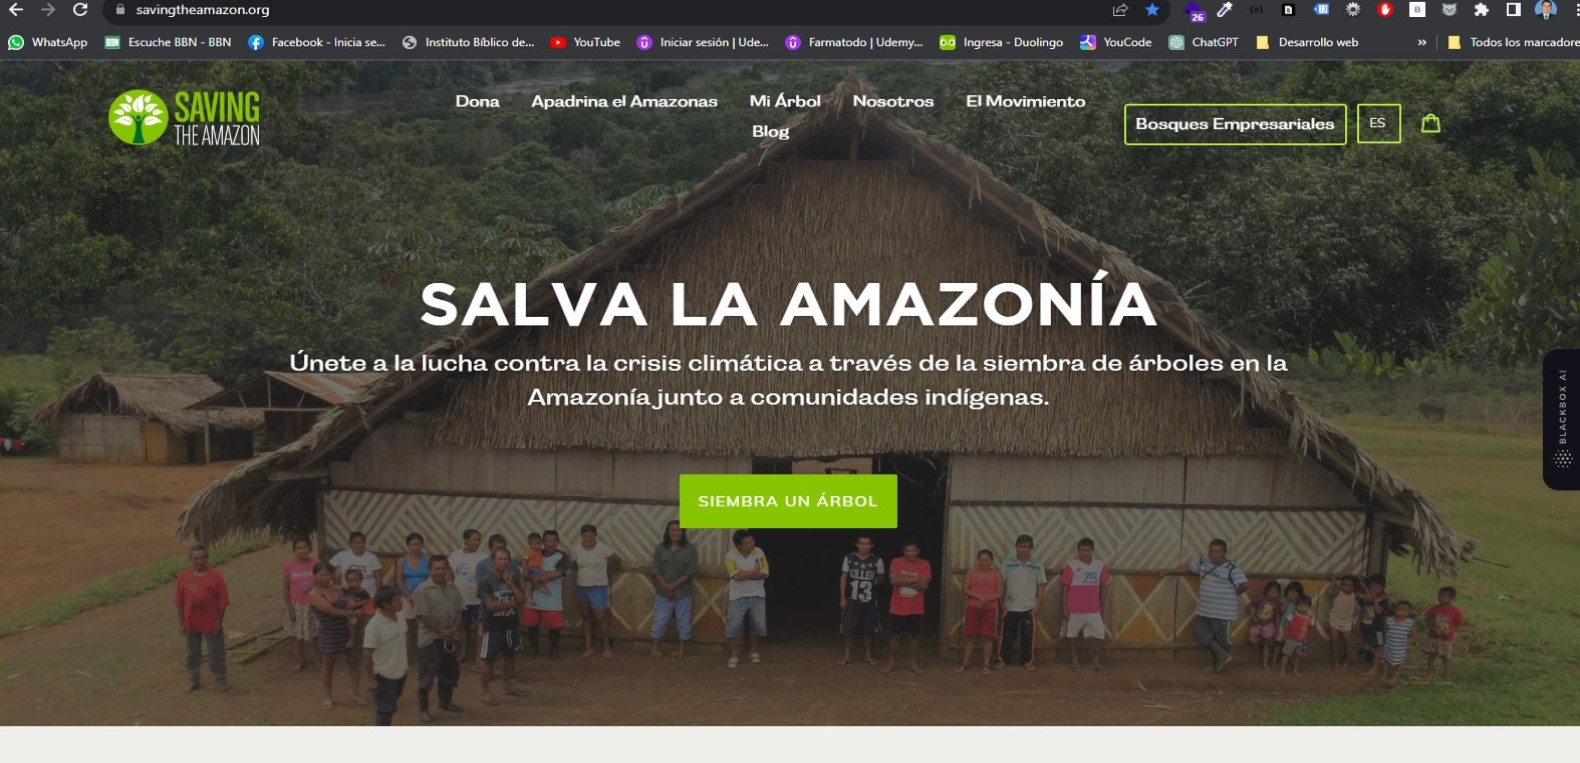 savingtheamazon.org
26
WhatsApp
Escuche BBN - BBN
Facebook - Inicia se...
Instituto Bíblico de...
YouTube
Iniciar sesión | Ude...
Farmatodo | Udemy...
Ingresa - Duolingo
YouCode
ChatGPT
Desarrollo web
»
Todos los marcadore
SAVING
THE AMAZON
Dona
Apadrina el Amazonas
Mi Árbol
Nosotros
El Movimiento
Blog
Bosques Empresariales
ES
SALVA LA AMAZONÍA
Únete a la lucha contra la crisis climática a través de la siembra de árboles en la
Amazonía junto a comunidades indígenas.
SIEMBRA UN ÁRBOL
BLACKBOX AI
KILLER
13